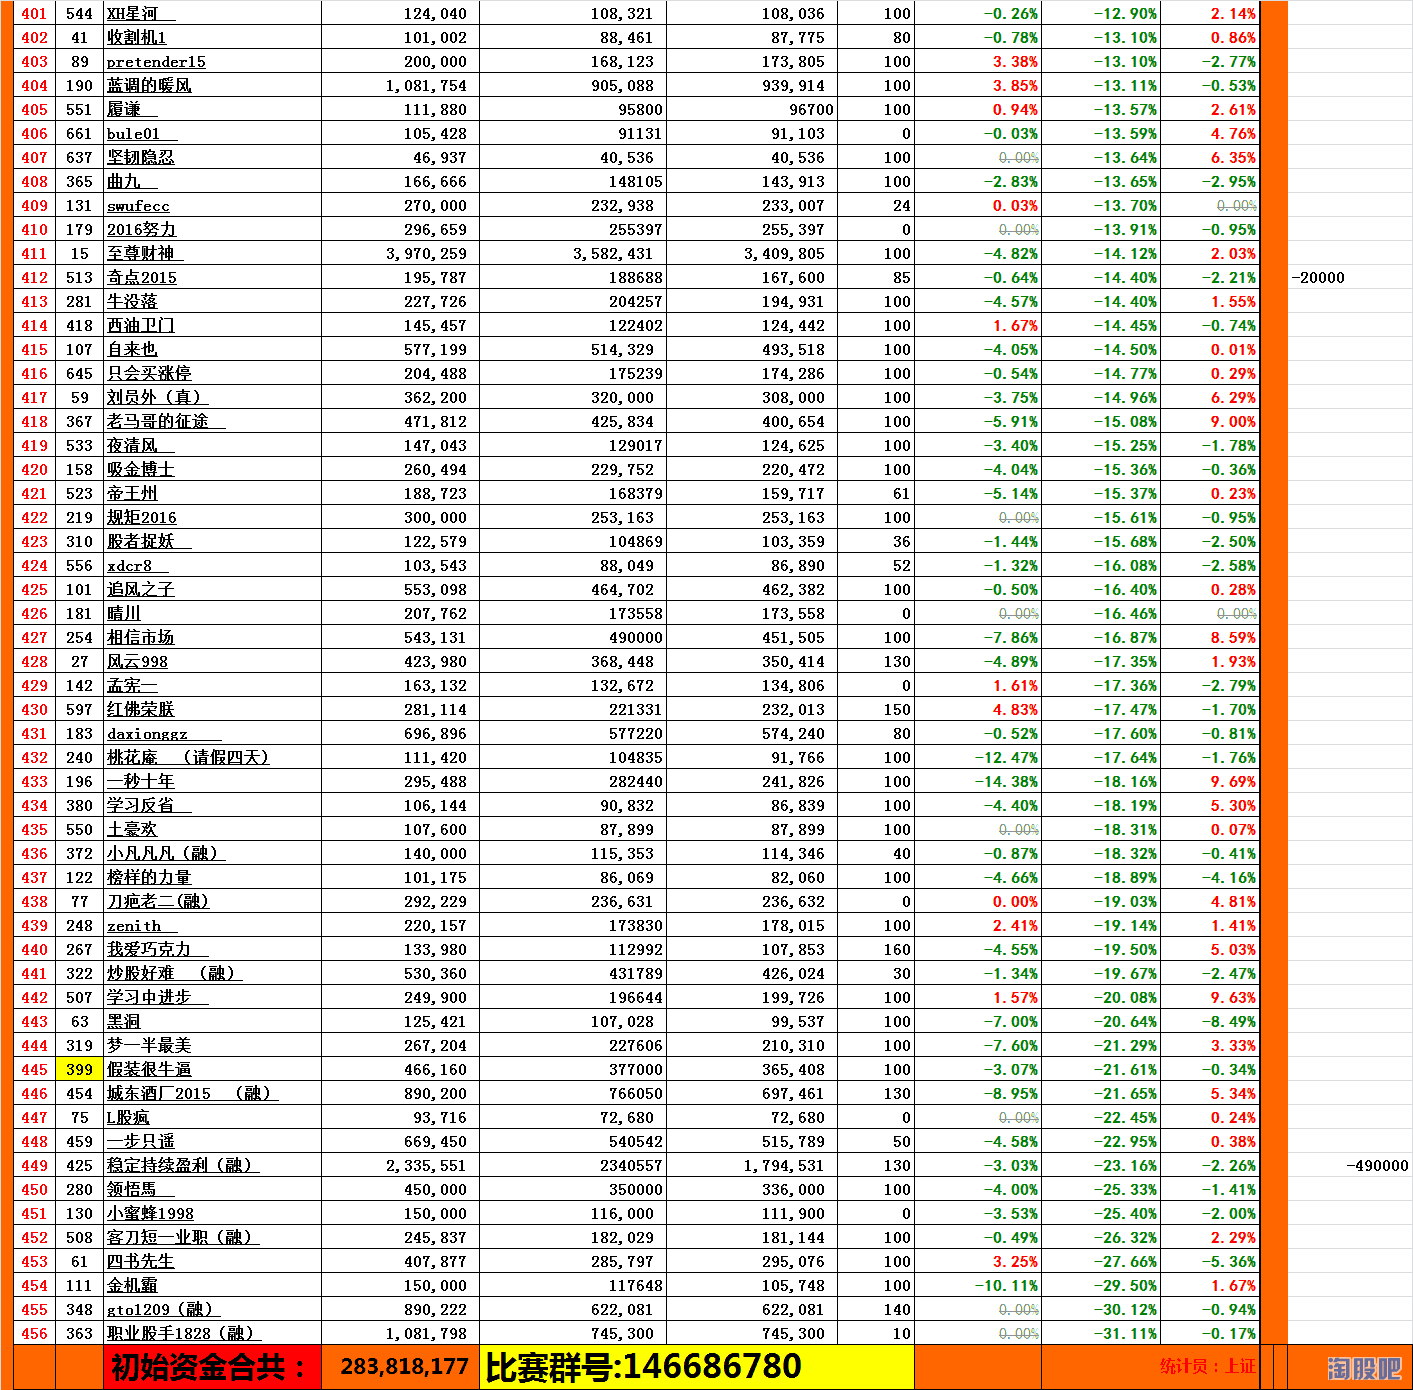 401 544 XH星河 124,040 108,321 108,036 100 -0.26% -12.90% 2.14%
402 41 收割机1 101,002 88,461 87,775 80 -0.78% -13.10% 0.86%
403 89 pretender15 200,000 168,123 173,805 100 3.38% -13.10% -2.77%
404 190 蓝调的暖风 1,081,754 905,088 939,914 100 3.85% -13.11% -0.53%
405 551 履谦 111,880 95800 96700 100 0.94% -13.57% 2.61%
406 661 bule01 105,428 91131 91,103 0 -0.03% -13.59% 4.76%
407 637 坚韧隐忍 46,937 40,536 40,536 100 0.00% -13.64% 6.35%
408 365 曲九 166,666 148105 143,913 100 -2.83% -13.65% -2.95%
409 131 swufecc 270,000 232,938 233,007 24 0.03% -13.70% 0.00%
410 179 2016努力 296,659 255397 255,397 0 0.00% -13.91% -0.95%
411 15 至尊财神 3,970,259 3,582,431 3,409,805 100 -4.82% -14.12% 2.03%
412 513 奇点2015 195,787 188688 167,600 85 -0.64% -14.40% -2.21% -20000
413 281 牛没落 227,726 204257 194,931 100 -4.57% -14.40% 1.55%
414 418 西油卫门 145,457 122402 124,442 100 1.67% -14.45% -0.74%
415 107 自来也 577,199 514,329 493,518 100 -4.05% -14.50% 0.01%
416 645 只会买涨停 204,488 175239 174,286 100 -0.54% -14.77% 0.29%
417 59 刘员外（真） 362,200 320,000 308,000 100 -3.75% -14.96% 6.29%
418 367 老马哥的征途 471,812 425,834 400,654 100 -5.91% -15.08% 9.00%
419 533 夜清风 147,043 129017 124,625 100 -3.40% -15.25% -1.78%
420 158 吸金博士 260,494 229,752 220,472 100 -4.04% -15.36% -0.36%
421 523 帝王州 188,723 168379 159,717 61 -5.14% -15.37% 0.23%
422 219 规矩2016 300,000 253,163 253,163 100 0.00% -15.61% -0.95%
423 310 股者捉妖 122,579 104869 103,359 36 -1.44% -15.68% -2.50%
424 556 xdcr8 103,543 88,049 86,890 52 -1.32% -16.08% -2.58%
425 101 追风之子 553,098 464,702 462,382 100 -0.50% -16.40% 0.28%
426 181 晴川 207,762 173558 173,558 0 0.00% -16.46% 0.00%
427 254 相信市场 543,131 490000 451,505 100 -7.86% -16.87% 8.59%
428 27 风云998 423,980 368,448 350,414 130 -4.89% -17.35% 1.93%
429 142 孟宪一 163,132 132,672 134,806 0 1.61% -17.36% -2.79%
430 597 红佛荣朕 281,114 221331 232,013 150 4.83% -17.47% -1.70%
431 183 daxionggz 696,896 577220 574,240 80 -0.52% -17.60% -0.81%
432 240 桃花庵 （请假四天） 111,420 104835 91,766 100 -12.47% -17.64% -1.76%
433 196 一秒十年 295,488 282440 241,826 100 -14.38% -18.16% 9.69%
434 380 学习反省 106,144 90,832 86,839 100 -4.40% -18.19% 5.30%
435 550 土豪欢 107,600 87,899 87,899 100 0.00% -18.31% 0.07%
436 372 小凡凡凡（融） 140,000 115,353 114,346 40 -0.87% -18.32% -0.41%
437 122 榜样的力量 101,175 86,069 82,060 100 -4.66% -18.89% -4.16%
438 77 刀疤老二(融) 292,229 236,631 236,632 0 0.00% -19.03% 4.81%
439 248 zenith 220,157 173830 178,015 100 2.41% -19.14% 1.41%
440 267 我爱巧克力 133,980 112992 107,853 160 -4.55% -19.50% 5.03%
441 322 炒股好难 （融） 530,360 431789 426,024 30 -1.34% -19.67% -2.47%
442 507 学习中进步 249,900 196644 199,726 100 1.57% -20.08% 9.63%
443 63 黑洞 125,421 107,028 99,537 100 -7.00% -20.64% -8.49%
444 319 梦一半最美 267,204 227606 210,310 100 -7.60% -21.29% 3.33%
445 399 假装很牛逼 466,160 377000 365,408 100 -3.07% -21.61% -0.34%
446 454 城东酒厂2015 （融） 890,200 766050 697,461 130 -8.95% -21.65% 5.34%
447 75 L股疯 93,716 72,680 72,680 0 0.00% -22.45% 0.24%
448 459 一步只遥 669,450 540542 515,789 50 -4.58% -22.95% 0.38%
449 425 稳定持续盈利（融） 2,335,551 2340557 1,794,531 130 -3.03% -23.16% -2.26% -490000
450 280 领悟馬 450,000 350000 336,000 100 -4.00% -25.33% -1.41%
451 130 小蜜蜂1998 150,000 116,000 111,900 0 -3.53% -25.40% -2.00%
452 508 客刀短一业职（融） 245,837 182,029 181,144 100 -0.49% -26.32% 2.29%
453 61 四书先生 407,877 285,797 295,076 100 3.25% -27.66% -5.36%
454 111 金机霸 150,000 117648 105,748 100 -10.11% -29.50% 1.67%
455 348 gto1209（融） 890,222 622,081 622,081 140 0.00% -30.12% -0.94%
456 363 职业股手1828（融） 1,081,798 745,300 745,300 10 0.00% -31.11% -0.17%
初始资金合共： 283,818,177 比赛群号:146686780 统计员：上证 淘股吧